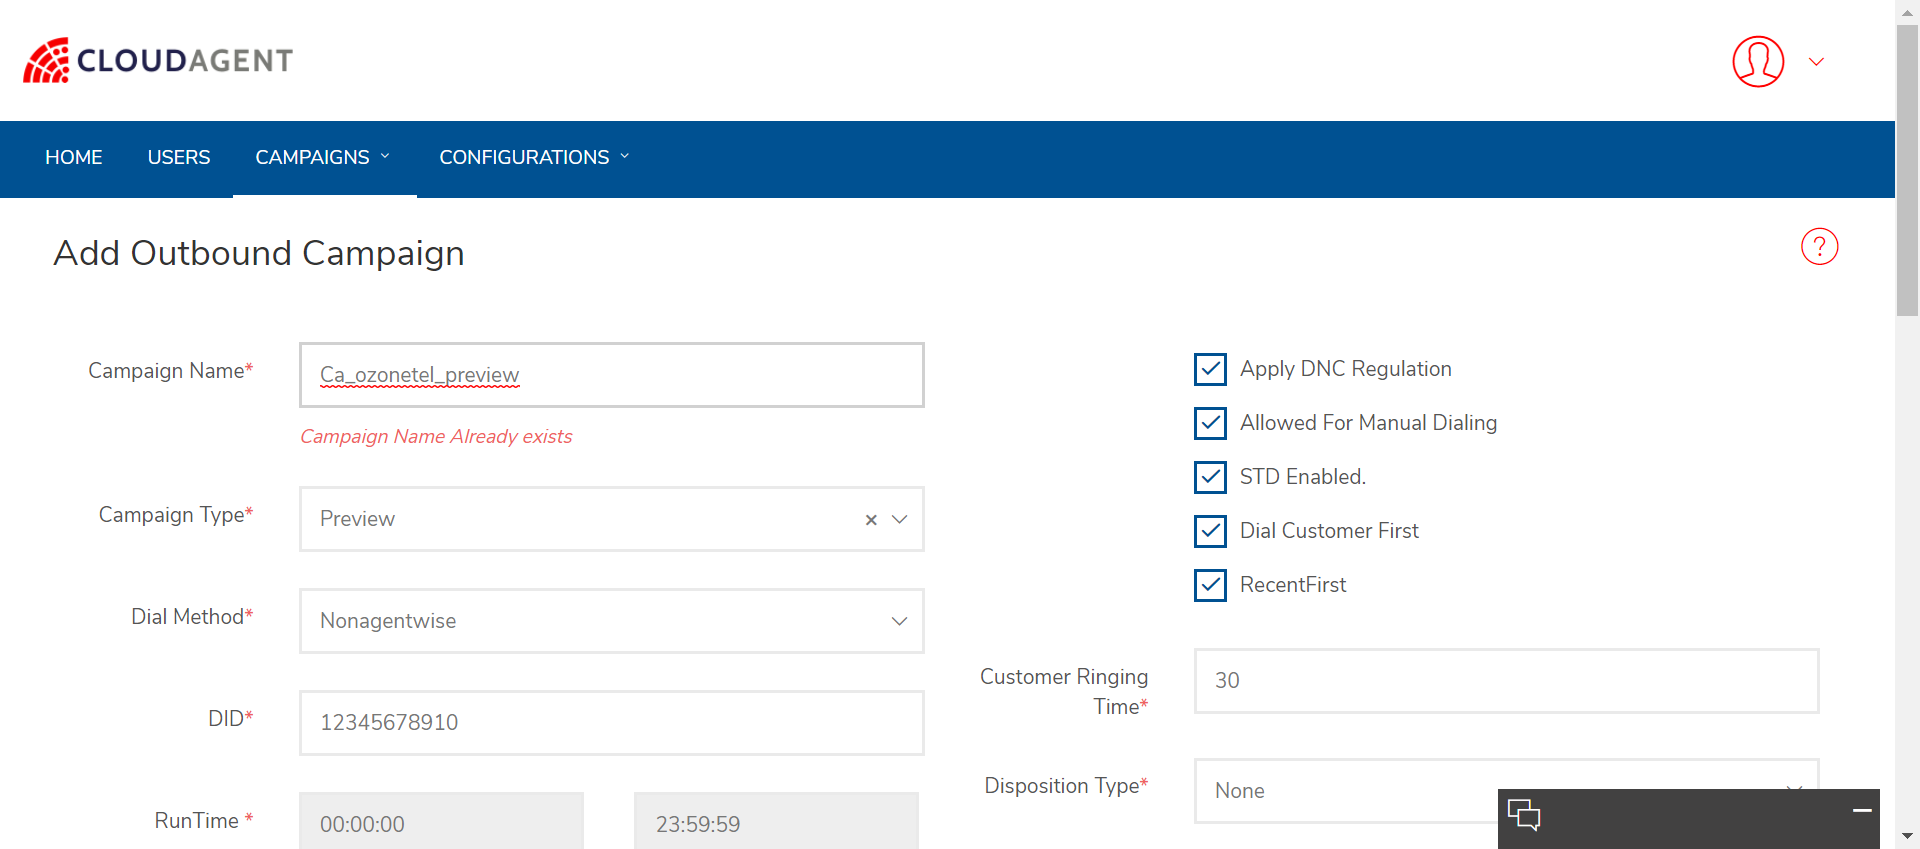 CLOUDAGENT
HOME USERS CAMPAIGNS CONFIGURATIONS
Add Outbound Campaign
?
Campaign Name*
Ca_ozonetel_preview
Campaign Name Already exists
Campaign Type*
Preview
Dial Method*
Nonagentwise
DID*
12345678910
RunTime *
00:00:00 23:59:59
Apply DNC Regulation
Allowed For Manual Dialing
STD Enabled.
Dial Customer First
RecentFirst
Customer Ringing
Time*
30
Disposition Type*
None